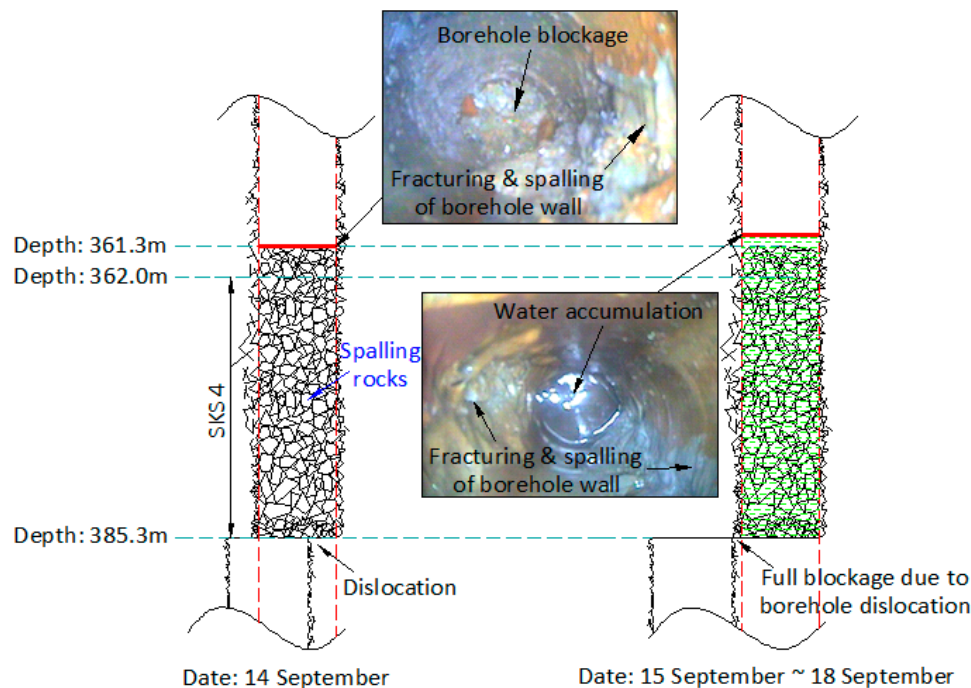 Borehole blockage
Fracturing & spalling
of borehole wall
Depth: 361.3m
Depth: 362.0m
Water accumulation
Spalling
rocks
SKS 4
Fracturing & spalling
of borehole wall
Depth: 385.3m
Dislocation
Full blockage due to
borehole dislocation
Date: 14 September
Date: 15 September ~ 18 September